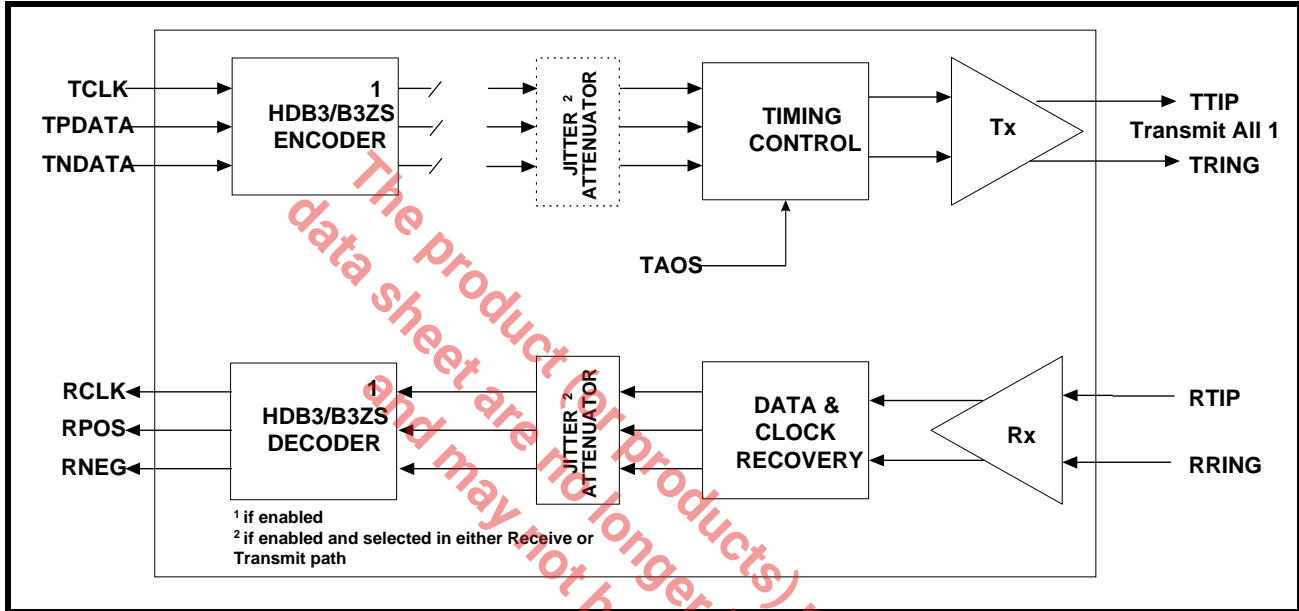 TCLK
TPDATA
TNDATA
1
HDB3/B3ZS
ENCODER
JITTER 2
ATTENUATOR
TIMING
CONTROL
Tx
TTIP
Transmit All 1
TRING
TAOS
RCLK
RPOS
RNEG
1
HDB3/B3ZS
DECODER
JITTER 2
ATTENUATOR
DATA &
CLOCK
RECOVERY
Rx
RTIP
RRING
1 if enabled
2 if enabled and selected in either Receive or
Transmit path
The product (or products)
data sheet are no longer
and may not